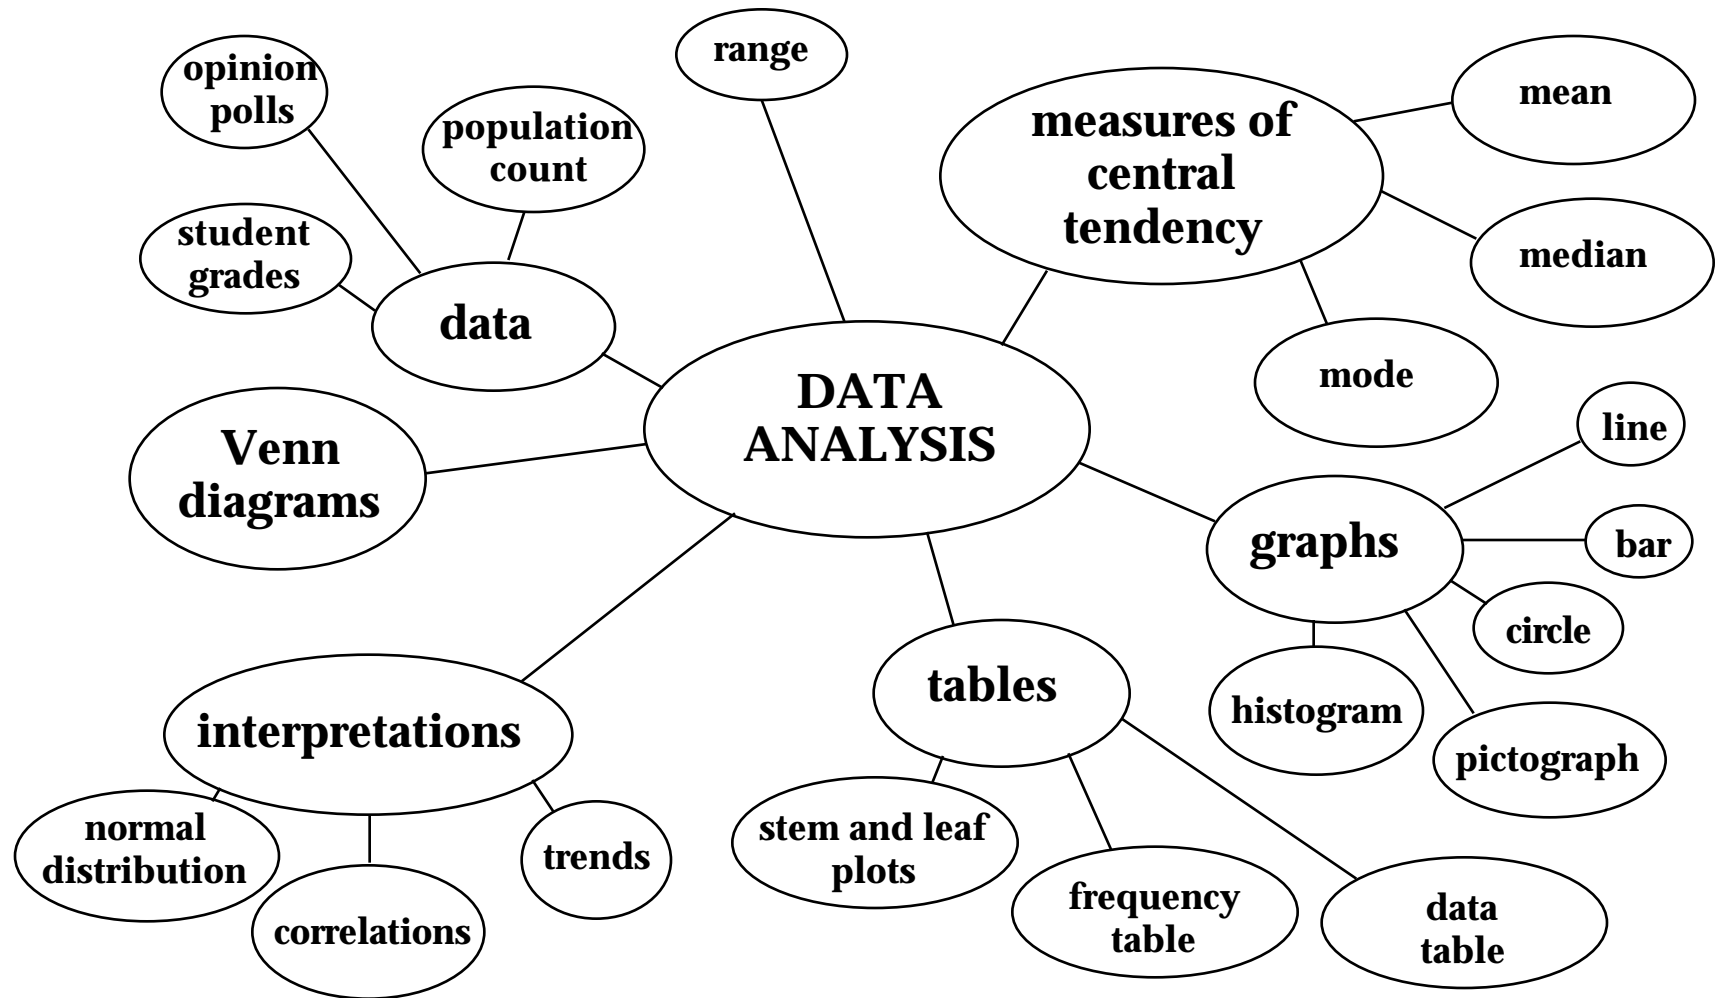 range
opinion
polls
population
count
student
grades
data
measures of
central
tendency
mean
median
mode
DATA
ANALYSIS
Venn
diagrams
line
graphs
bar
circle
histogram
pictograph
tables
stem and leaf
plots
frequency
table
data
table
interpretations
normal
distribution
correlations
trends